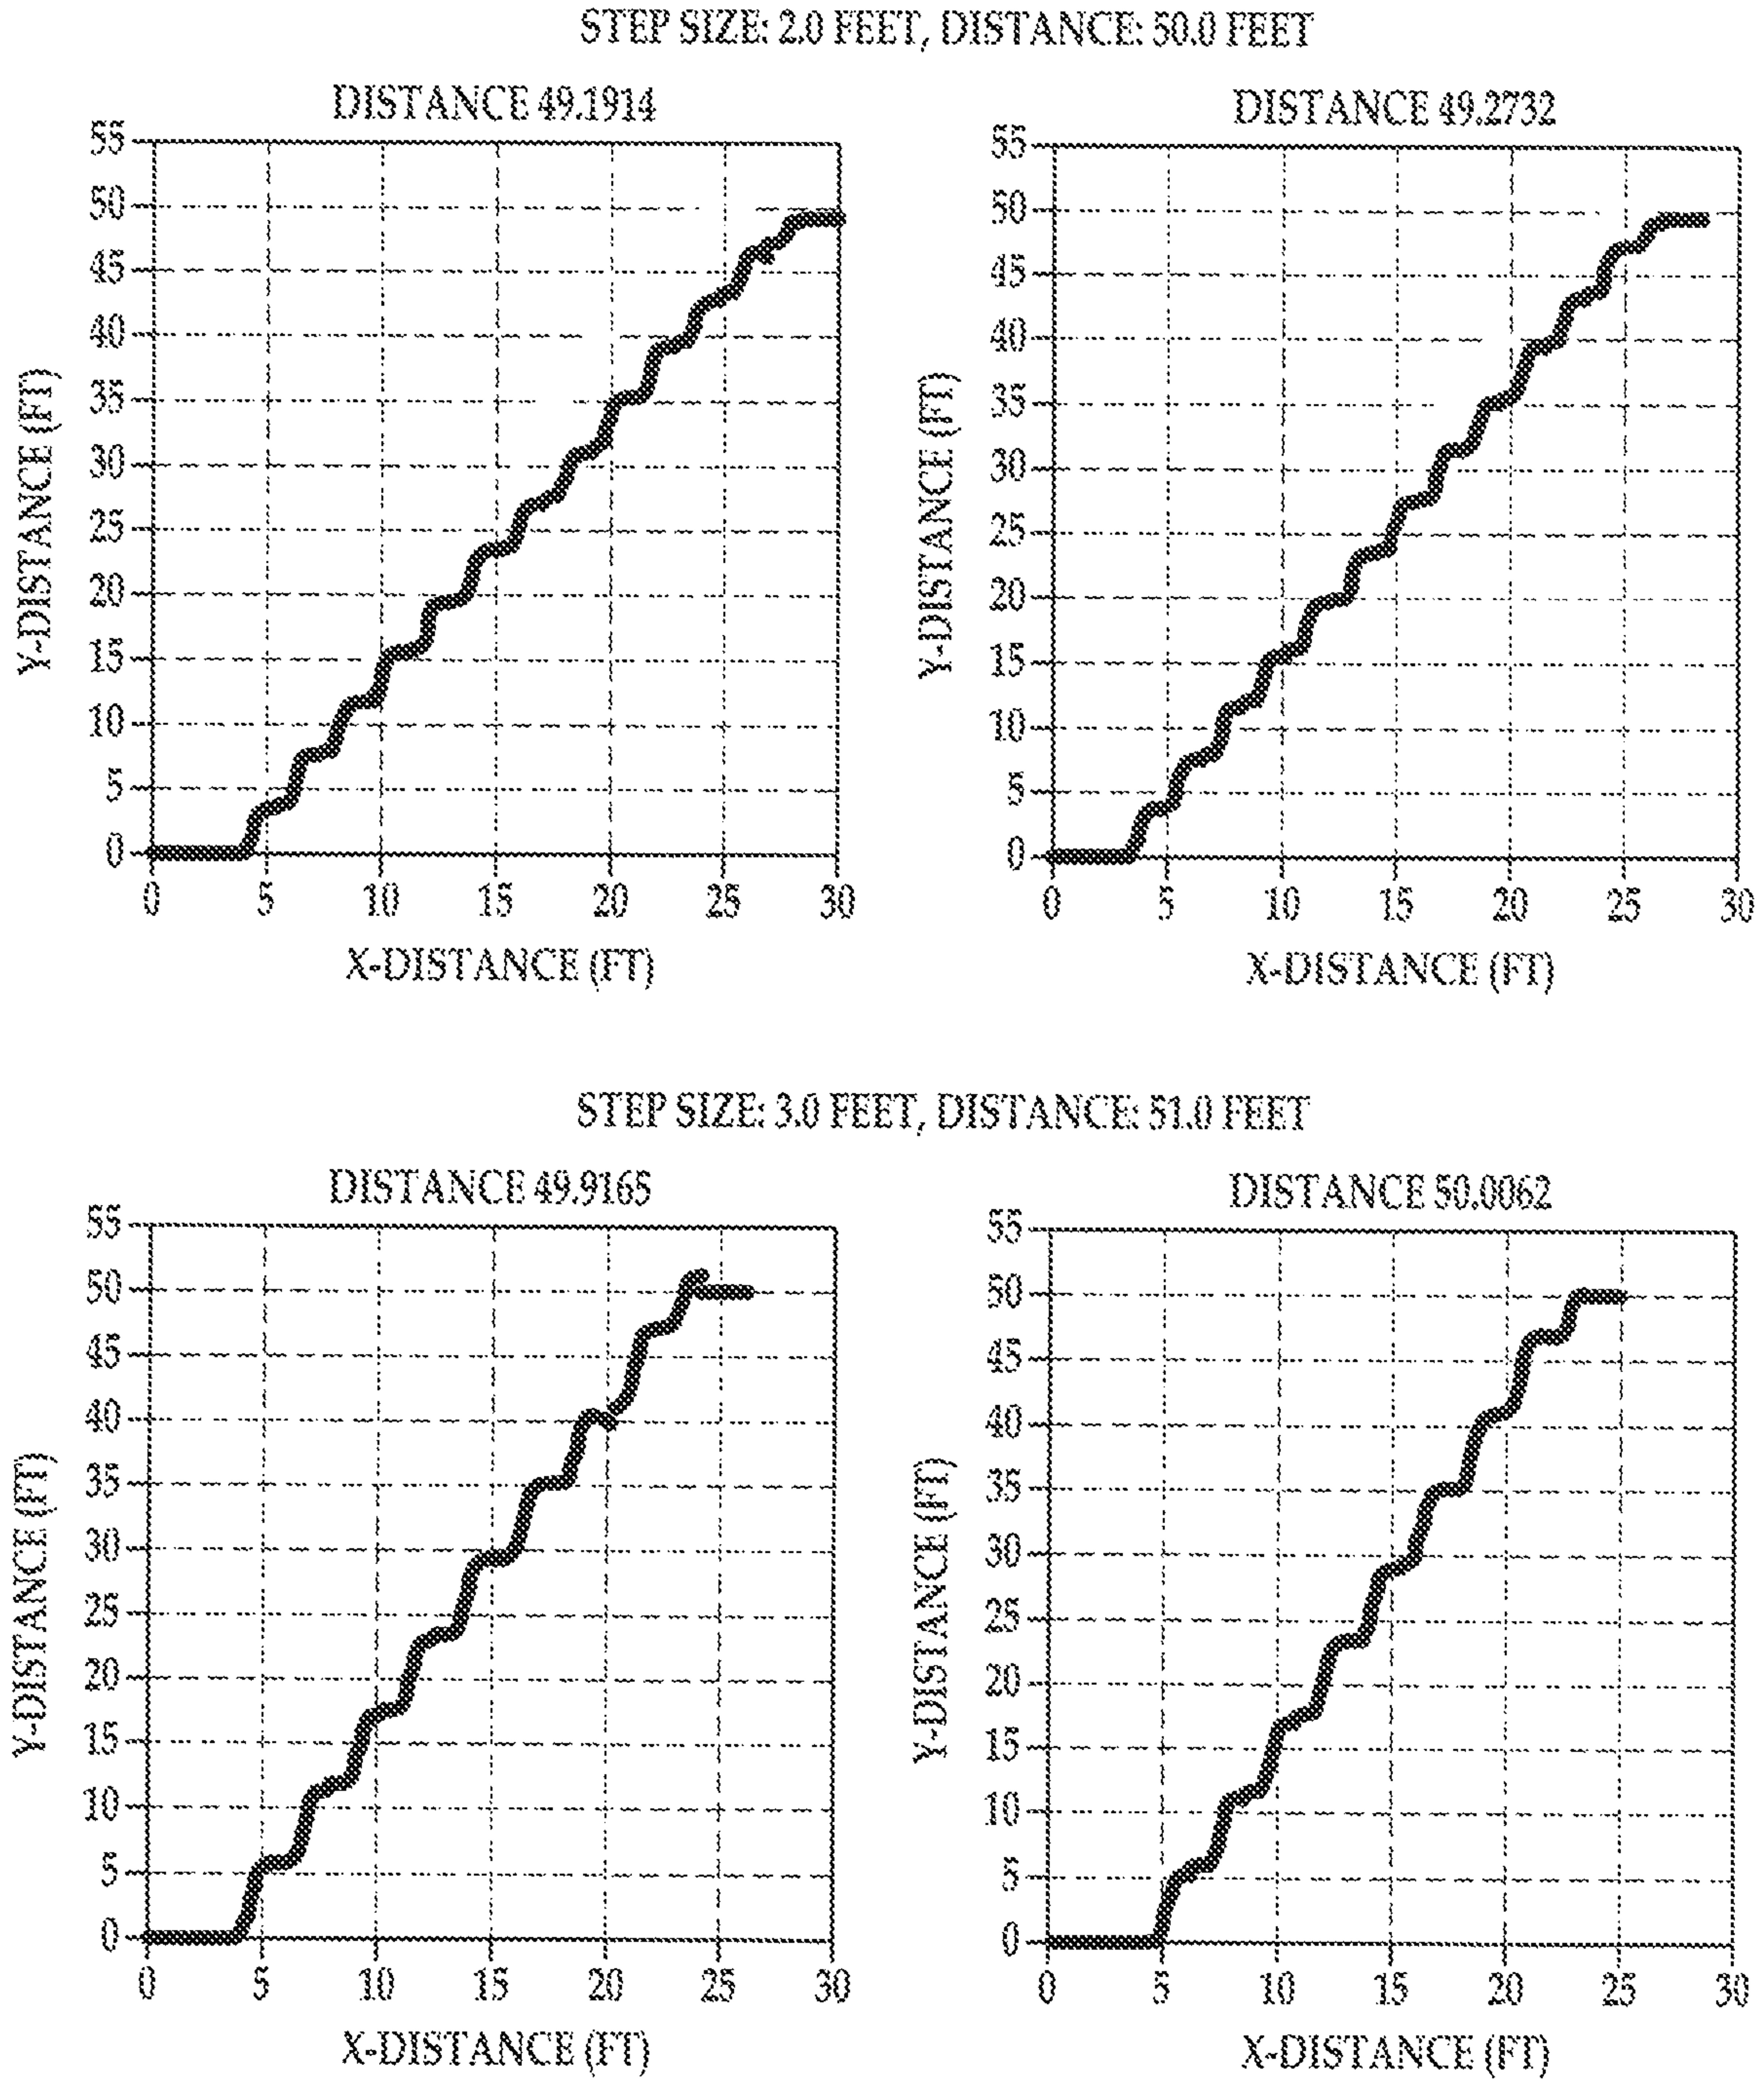 STEP SIZE: 2.0 FEET, DISTANCE: 50.0 FEET
DISTANCE 49.1914
55
50
45
40
35
30
25
20
15
10
5
0
Y-DISTANCE (FT)
0 5 10 15 20 25 30
X-DISTANCE (FT)
DISTANCE 49.2732
55
50
45
40
35
30
25
20
15
10
5
0
Y-DISTANCE (FT)
0 5 10 15 20 25 30
X-DISTANCE (FT)
STEP SIZE: 3.0 FEET, DISTANCE: 51.0 FEET
DISTANCE 49.9165
55
50
45
40
35
30
25
20
15
10
5
0
Y-DISTANCE (FT)
0 5 10 15 20 25 30
X-DISTANCE (FT)
DISTANCE 50.0062
55
50
45
40
35
30
25
20
15
10
5
0
Y-DISTANCE (FT)
0 5 10 15 20 25 30
X-DISTANCE (FT)